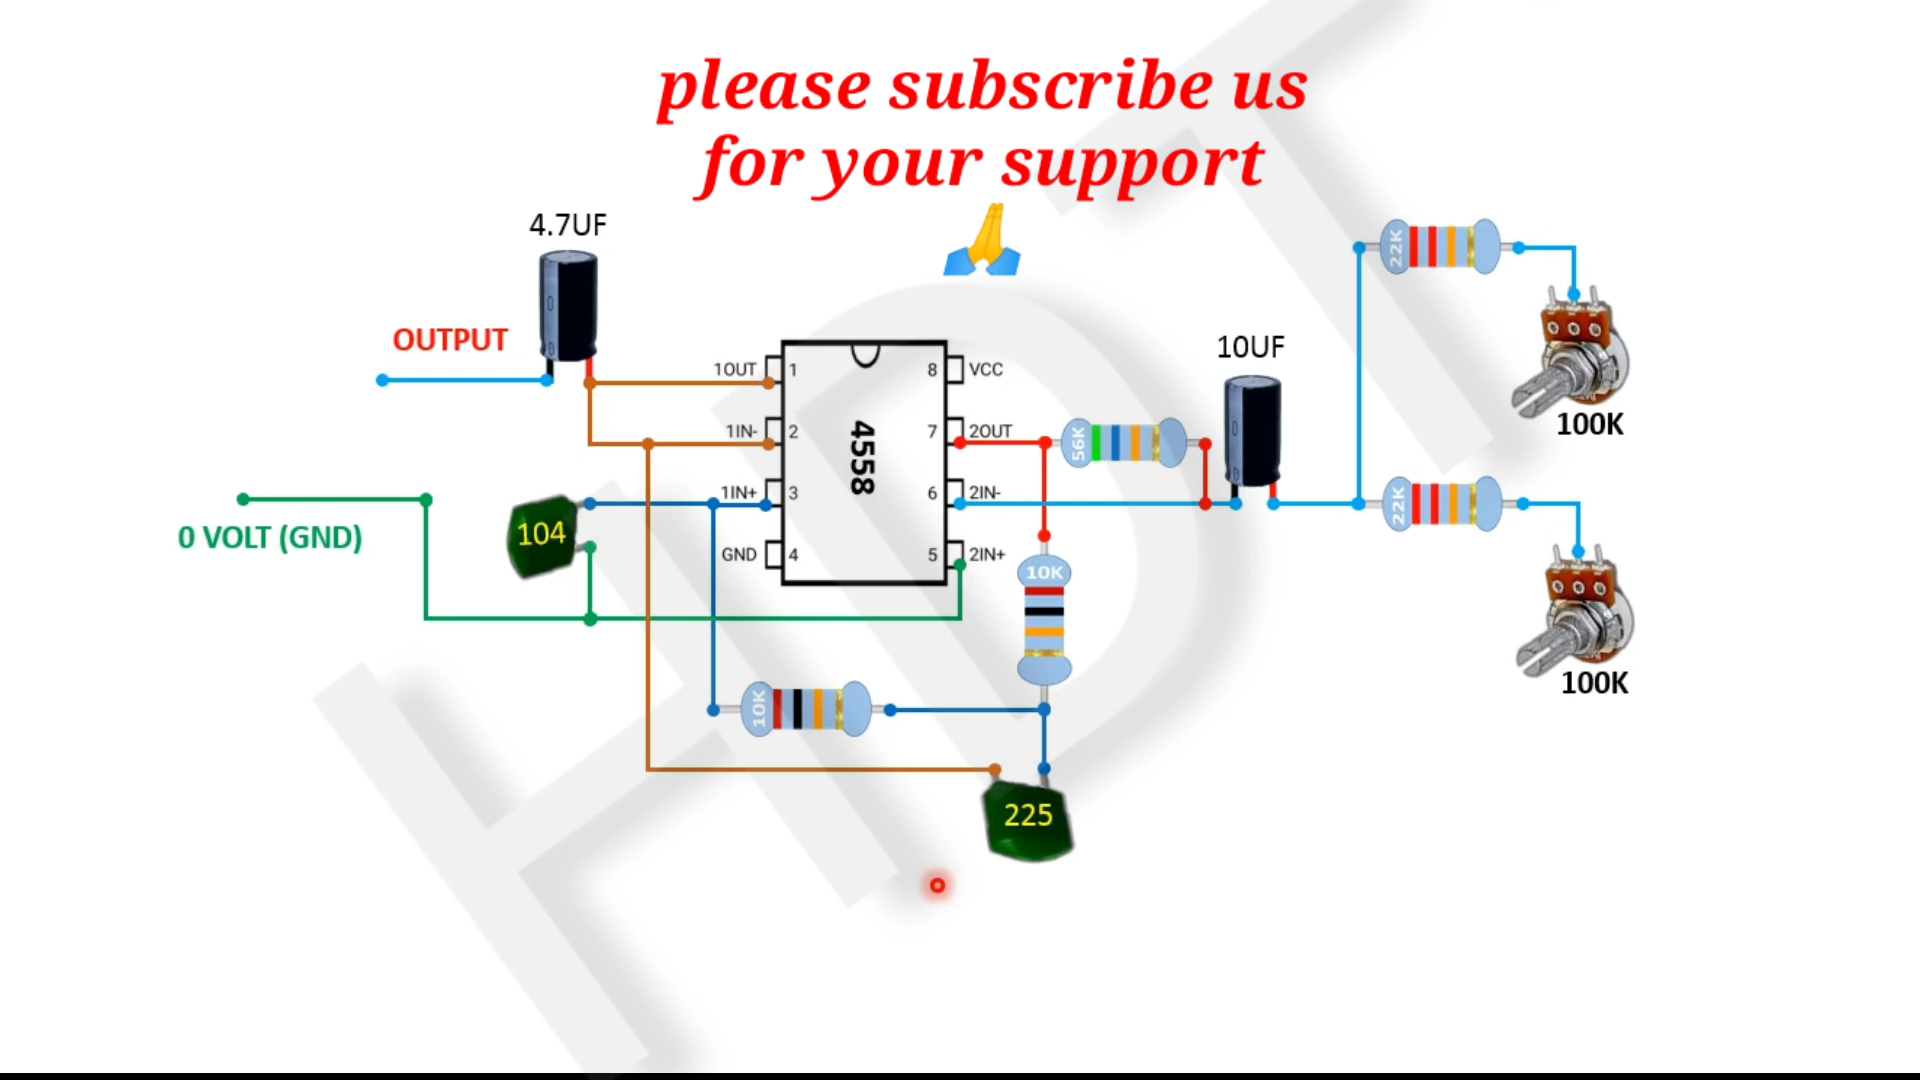 please subscribe us
for your support
4.7UF
OUTPUT
0 VOLT (GND)
104
1OUT 1
1IN- 2
1IN+ 3
GND 4
4558
8 VCC
7 2OUT
6 2IN-
5 2IN+
56K
10UF
22K
100K
22K
100K
10K
10K
225
HDT